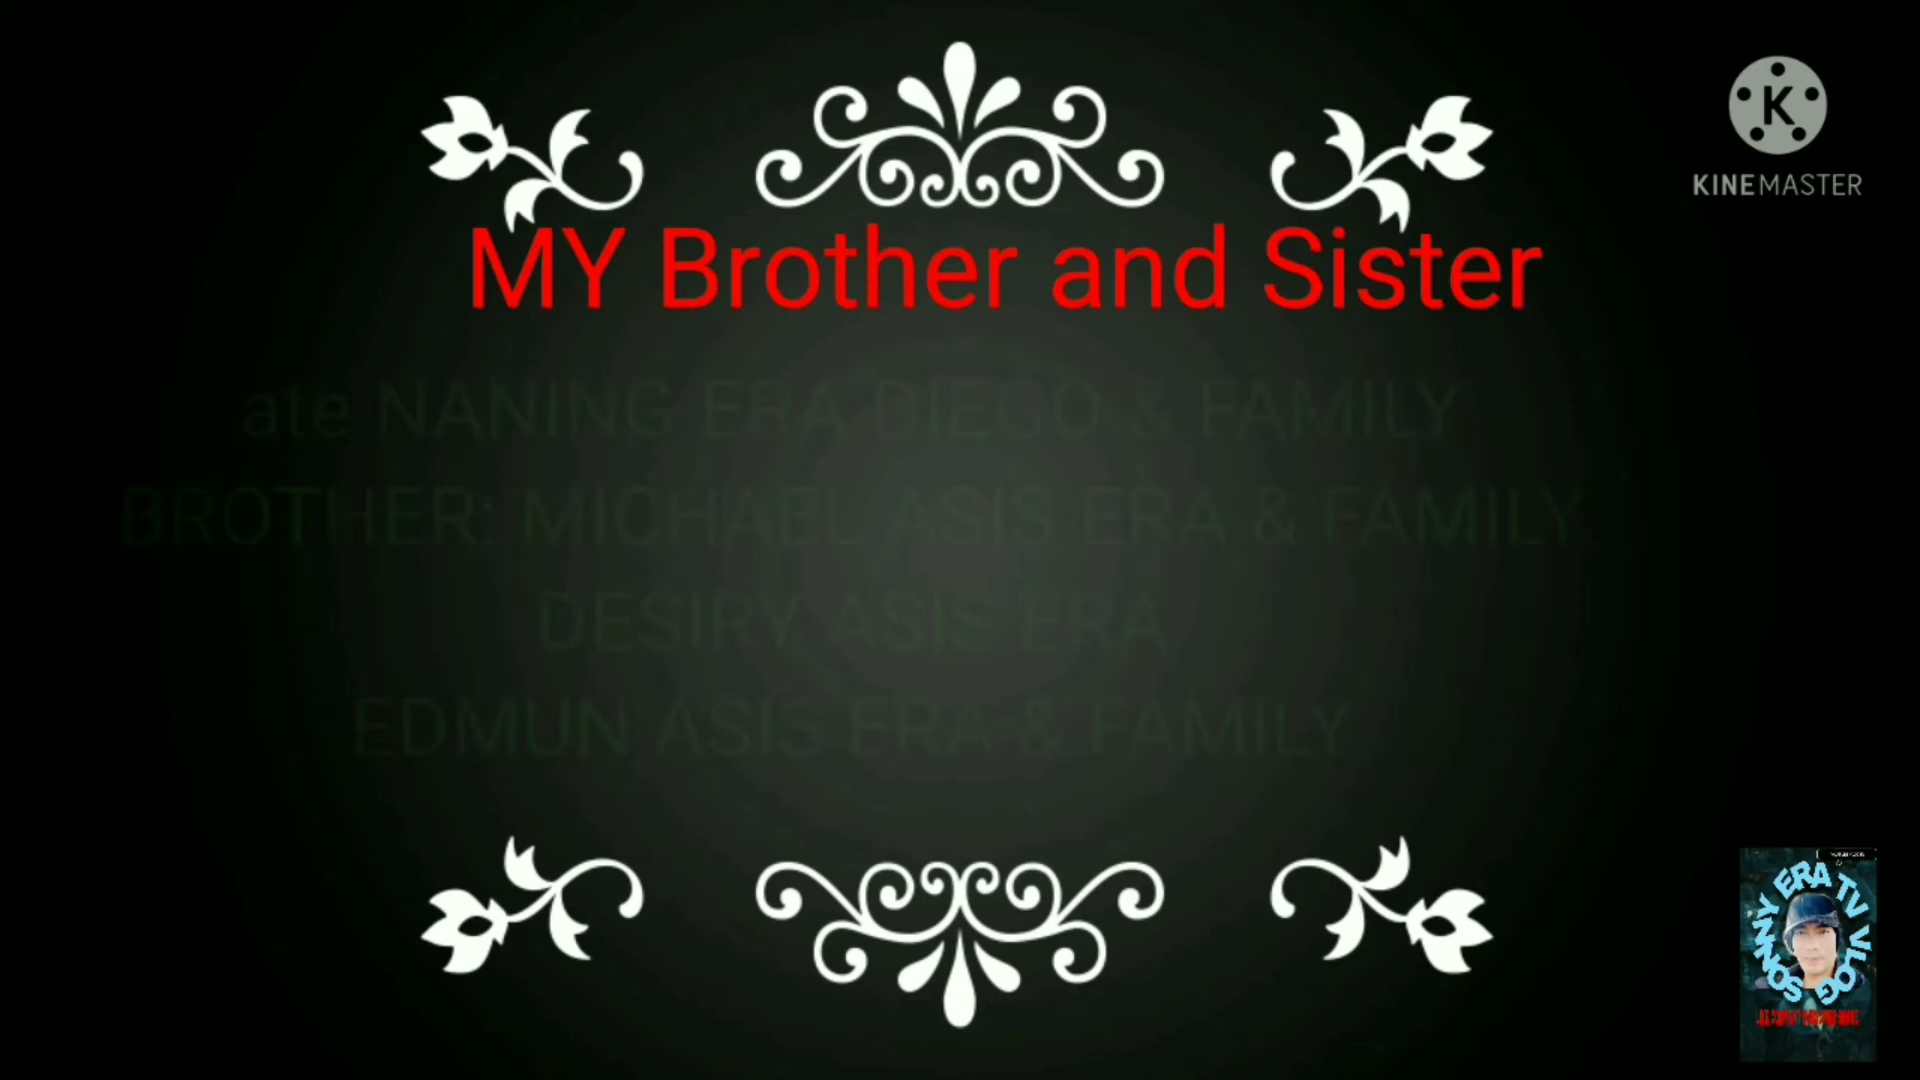 KINEMASTER
MY Brother and Sister
ate NANING ERA DIEGO & FAMILY
BROTHER: MICHAEL ASIS ERA & FAMILY
DESIRY ASIS ERA
EDMUN ASIS ERA & FAMILY
SONNY ERA TV VLOG